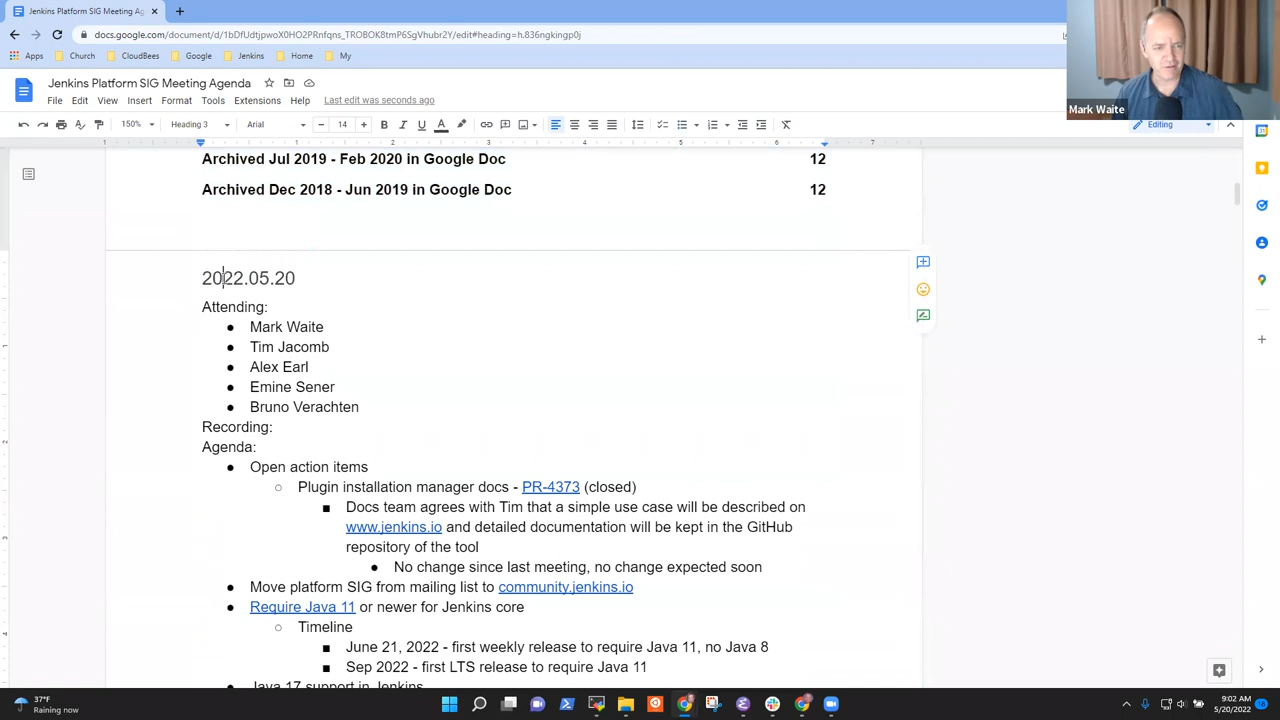 Jenkins Platform SIG Meeting Ag
docs.google.com/document/d/1bDfUdtjpwoX0HO2PRnfqns_TROBOK8tmP6SgVhubr2Y/edit#heading=h.836ngkingp0j
Apps
Church
CloudBees
Google
Jenkins
Home
My
Jenkins Platform SIG Meeting Agenda
File Edit View Insert Format Tools Extensions Help Last edit was seconds ago
150% Heading 3 Arial 14 Editing
Mark Waite
Archived Jul 2019 - Feb 2020 in Google Doc 12
Archived Dec 2018 - Jun 2019 in Google Doc 12
2022.05.20
Attending:
● Mark Waite
● Tim Jacomb
● Alex Earl
● Emine Sener
● Bruno Verachten
Recording:
Agenda:
● Open action items
○ Plugin installation manager docs - PR-4373 (closed)
■ Docs team agrees with Tim that a simple use case will be described on
www.jenkins.io and detailed documentation will be kept in the GitHub
repository of the tool
● No change since last meeting, no change expected soon
● Move platform SIG from mailing list to community.jenkins.io
● Require Java 11 or newer for Jenkins core
○ Timeline
■ June 21, 2022 - first weekly release to require Java 11, no Java 8
■ Sep 2022 - first LTS release to require Java 11
● Java 17 support in Jenkins
37°F
Raining now
9:02 AM
5/20/2022